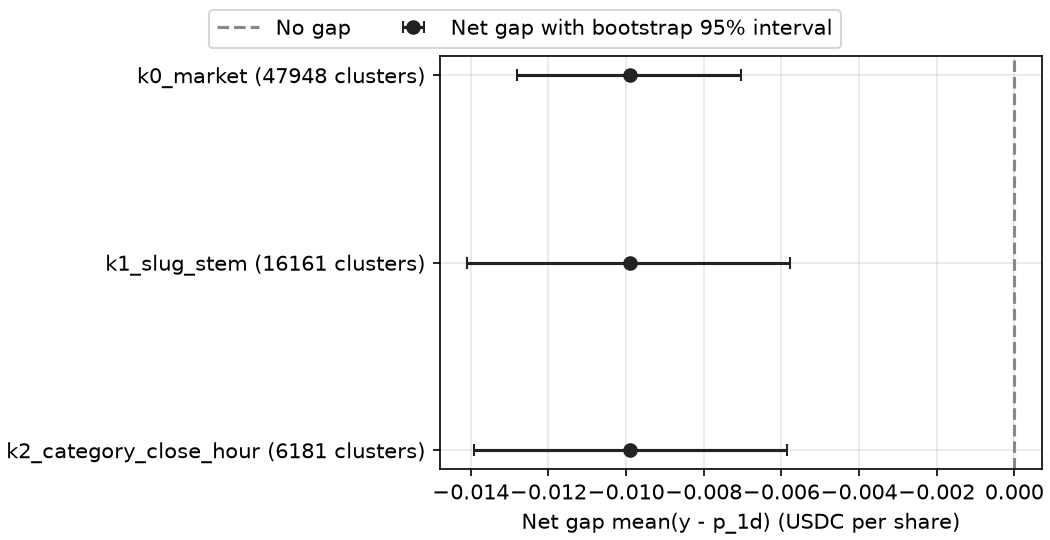 No gap
Net gap with bootstrap 95% interval
k0_market (47948 clusters)
k1_slug_stem (16161 clusters)
k2_category_close_hour (6181 clusters)
−0.014 −0.012 −0.010 −0.008 −0.006 −0.004 −0.002 0.000
Net gap mean(y - p_1d) (USDC per share)